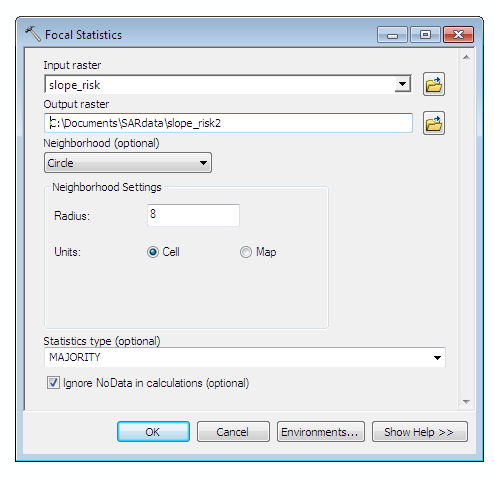 Focal Statistics
Input raster
slope_risk
Output raster
C:\Documents\SARdata\slope_risk2
Neighborhood (optional)
Circle
Neighborhood Settings
Radius: 8
Units: Cell Map
Statistics type (optional)
MAJORITY
Ignore NoData in calculations (optional)
OK Cancel Environments... Show Help >>